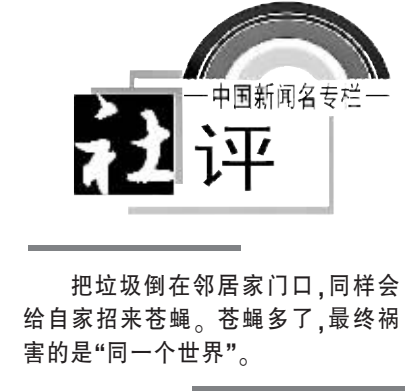 —中国新闻名专栏—
社评
把垃圾倒在邻居家门口,同样会
给自家招来苍蝇。苍蝇多了,最终祸
害的是“同一个世界”。